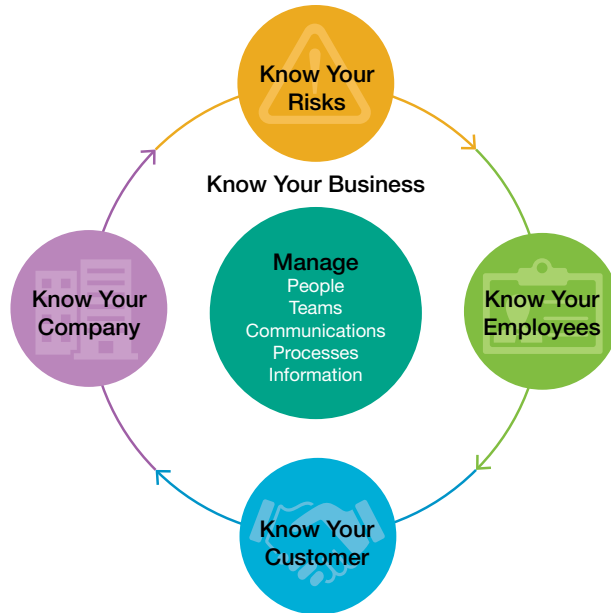 Know Your
Risks
Know Your Business
Manage
People
Teams
Communications
Processes
Information
Know Your
Company
Know Your
Employees
Know Your
Customer